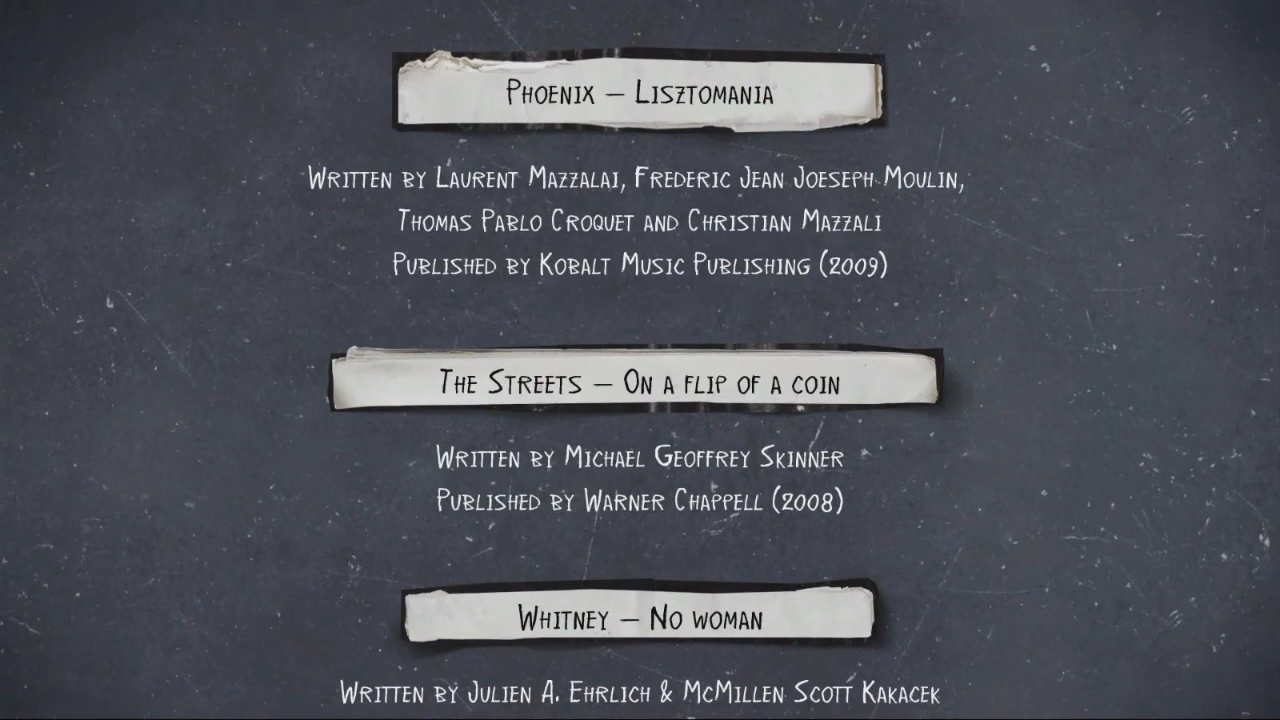 Phoenix – Lisztomania
Written by Laurent Mazzalai, Frederic Jean Joeseph Moulin,
Thomas Pablo Croquet and Christian Mazzali
Published by Kobalt Music Publishing (2009)
The Streets – On a flip of a coin
Written by Michael Geoffrey Skinner
Published by Warner Chappell (2008)
Whitney – No woman
Written by Julien A. Ehrlich & McMillen Scott Kakacek